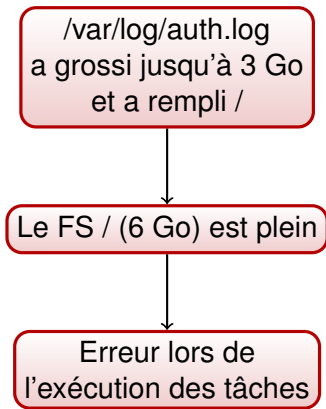 /var/log/auth.log
a grossi jusqu'à 3 Go
et a rempli /
Le FS / (6 Go) est plein
Erreur lors de
l'exécution des tâches